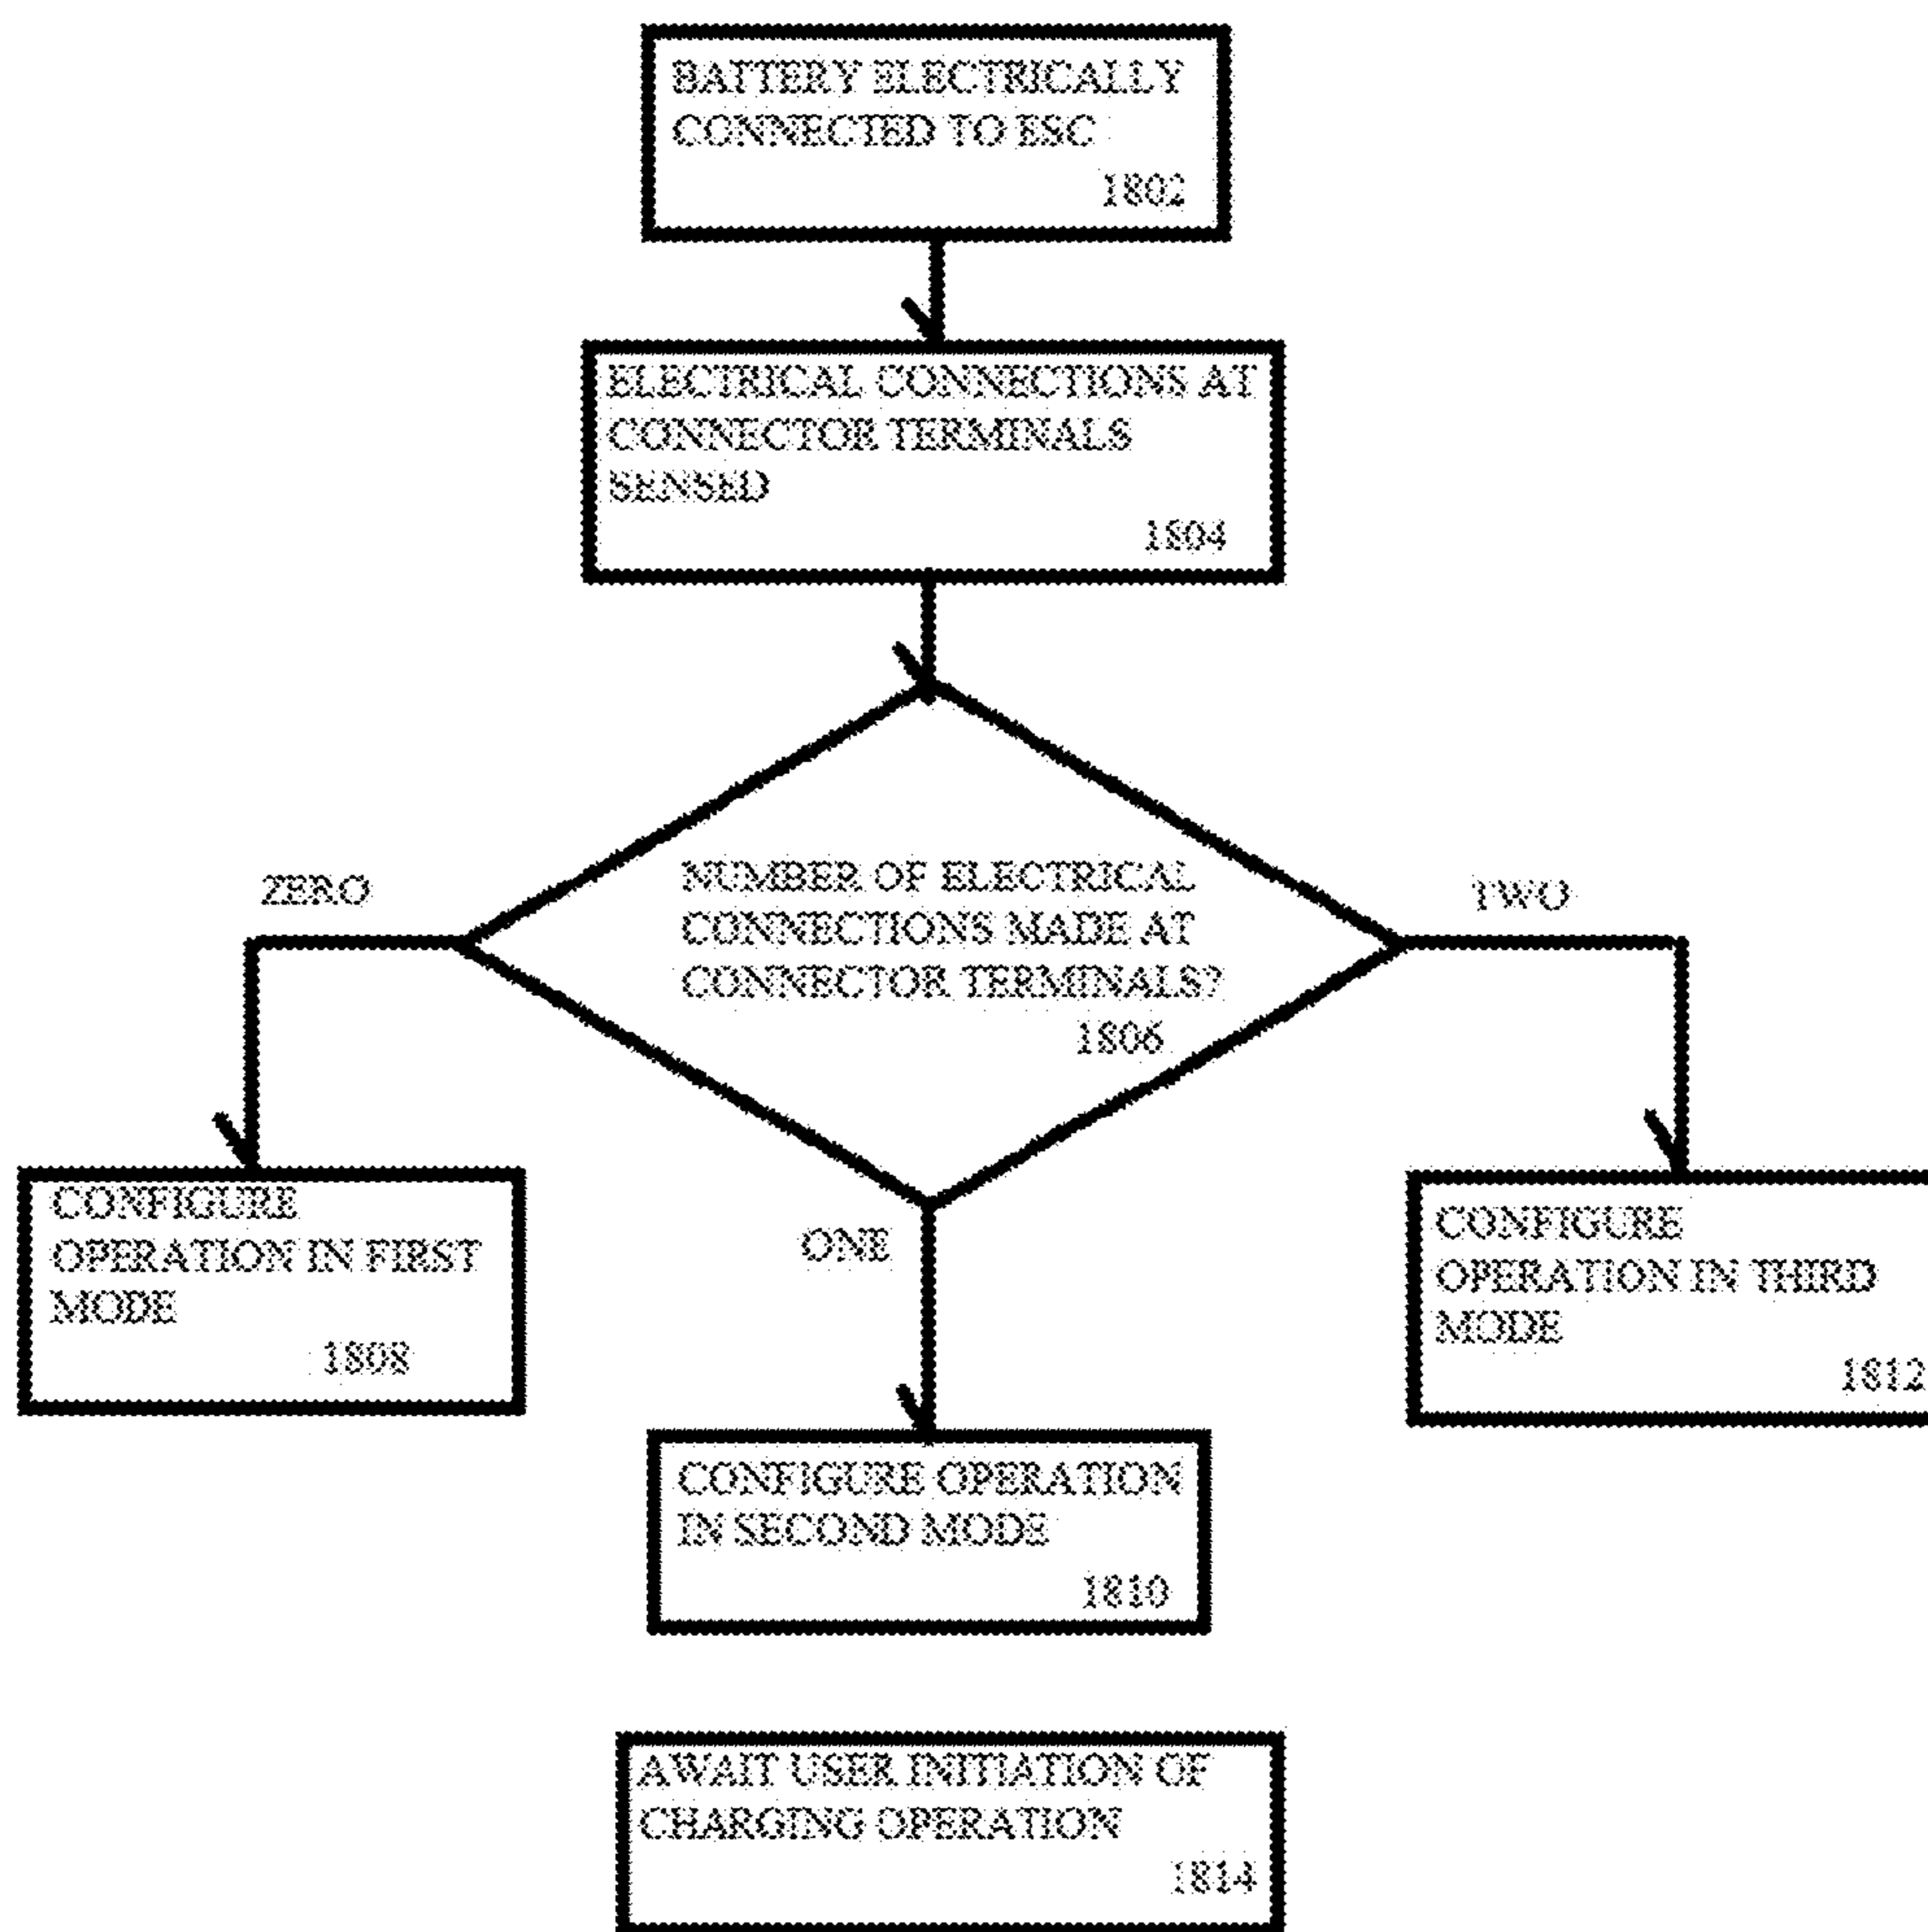 BATTERY ELECTRICALLY
CONNECTED TO ESC
1802
ELECTRICAL CONNECTIONS AT
CONNECTOR TERMINALS
SENSED
1804
NUMBER OF ELECTRICAL
CONNECTIONS MADE AT
CONNECTOR TERMINALS?
1806
ZERO
TWO
ONE
CONFIGURE
OPERATION IN FIRST
MODE
1808
CONFIGURE
OPERATION IN THIRD
MODE
1812
CONFIGURE OPERATION
IN SECOND MODE
1810
AWAIT USER INITIATION OF
CHARGING OPERATION
1814